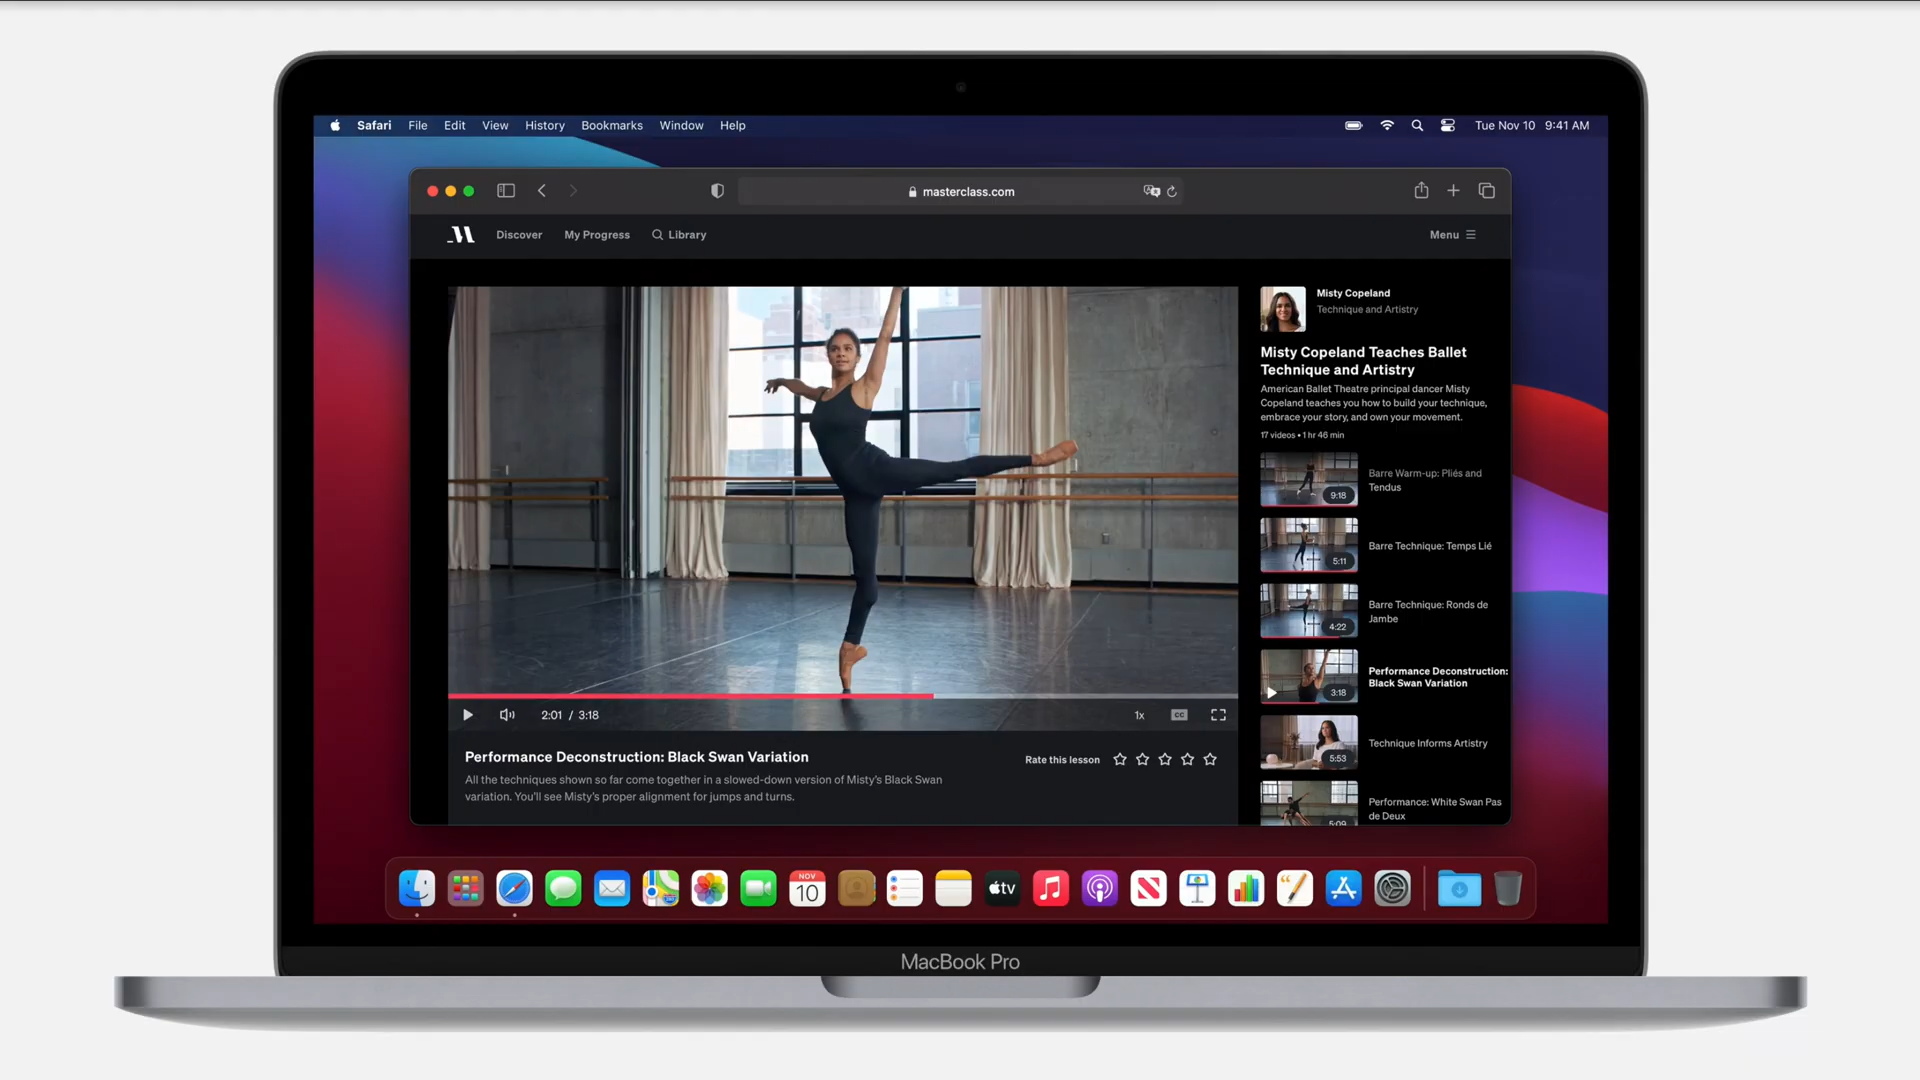 Safari File Edit View History Bookmarks Window Help Tue Nov 10 9:41 AM
masterclass.com
Discover My Progress Library Menu
Misty Copeland
Technique and Artistry
Misty Copeland Teaches Ballet
Technique and Artistry
American Ballet Theatre principal dancer Misty
Copeland teaches you how to build your technique,
embrace your story, and own your movement.
17 videos • 1 hr 46 min
Barre Warm-up: Pliés and
Tendus
9:18
Barre Technique: Temps Lié
5:11
Barre Technique: Ronds de
Jambe
4:22
Performance Deconstruction:
Black Swan Variation
3:18
Technique Informs Artistry
5:53
Performance: White Swan Pas
de Deux
5:09
2:01 / 3:18 1x CC
Performance Deconstruction: Black Swan Variation
Rate this lesson
All the techniques shown so far come together in a slowed-down version of Misty's Black Swan
variation. You'll see Misty's proper alignment for jumps and turns.
NOV
10
tv
MacBook Pro